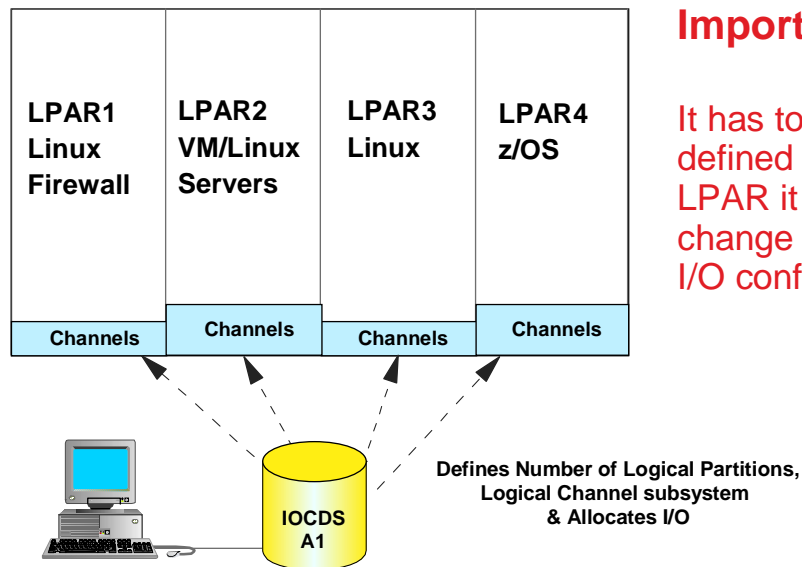 LPAR1
Linux
Firewall
LPAR2
VM/Linux
Servers
LPAR3
Linux
LPAR4
z/OS
Channels
Channels
Channels
Channels
Import
It has to
defined
LPAR it
change
I/O conf
IOCDS
A1
Defines Number of Logical Partitions,
Logical Channel subsystem
& Allocates I/O